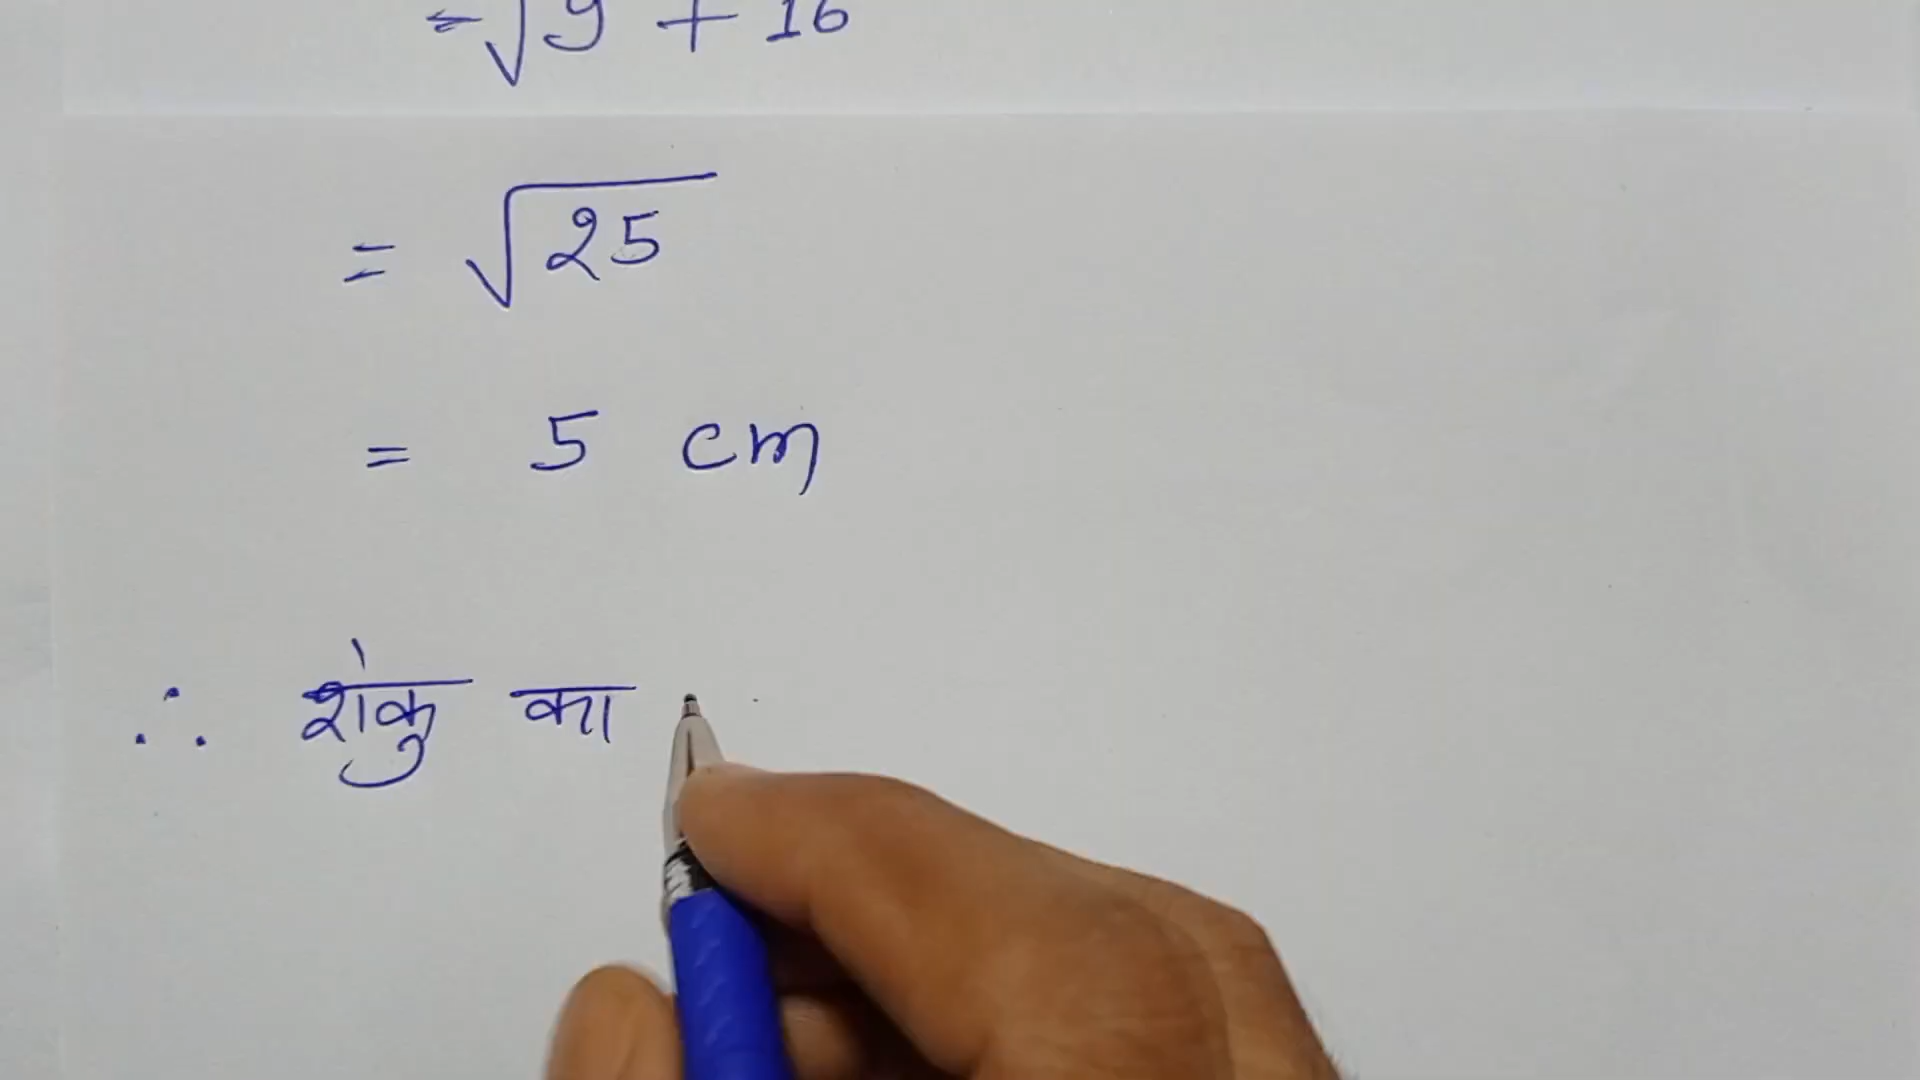 = √9 + 16
= √25
= 5 cm
∴ शंकु का